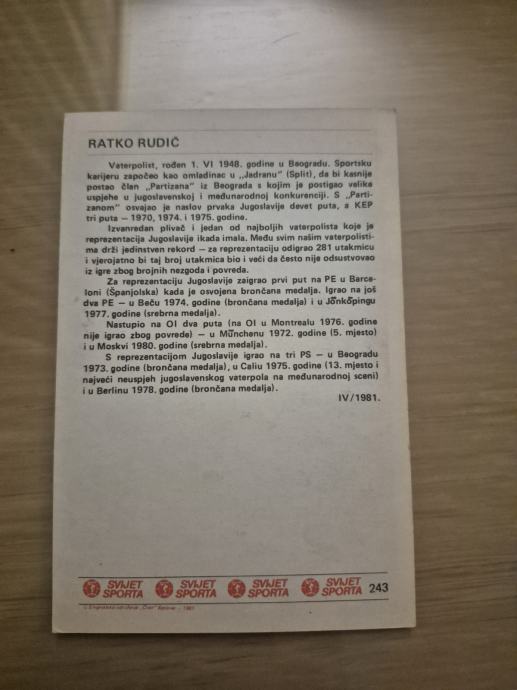 RATKO RUDIČ
Vaterpolist, rođen 1. VI 1948. godine u Beogradu. Sportsku
karijeru započeo kao omladinac u „Jadranu" (Split), da bi kasnije
postao član „Partizana" iz Beograda s kojim je postigao velike
uspjehe u jugoslavenskoj i međunarodnoj konkurenciji. S „Parti-
zanom" osvajao je naslov prvaka Jugoslavije devet puta, a KEP
tri puta — 1970, 1974. i 1975. godine.
Izvanredan plivač i jedan od najboljih vaterpolista koje je
reprezentacija Jugoslavije ikada imala. Među svim našim vaterpolisti-
ma drži jedinstven rekord — za reprezentaciju odigrao 281 utakmicu
i vjerojatno bi taj broj utakmica bio i veći da često nije odsustvovao
iz igre zbog brojnih nezgoda i povreda.
Za reprezentaciju Jugoslavije zaigrao prvi put na PE u Barce-
loni (Španjolska) kada je osvojena brončana medalja. Igrao na još
dva PE — u Beču 1974. godine (brončana medalja) i u Jönköpingu
1977. godine (srebrna medalja).
Nastupio na OI dva puta (na OI u Montrealu 1976. godine
nije igrao zbog povrede) — u Münchenu 1972. godine (5. mjesto)
i u Moskvi 1980. godine (srebrna medalja).
S reprezentacijom Jugoslavije igrao na tri PS — u Beogradu
1973. godine (brončana medalja), u Caliu 1975. godine (13. mjesto i
najveći neuspjeh jugoslavenskog vaterpola na međunarodnoj sceni)
i u Berlinu 1978. godine (brončana medalja).
IV/1981.
SVIJET SPORTA SVIJET SPORTA SVIJET SPORTA SVIJET SPORTA 243
1981